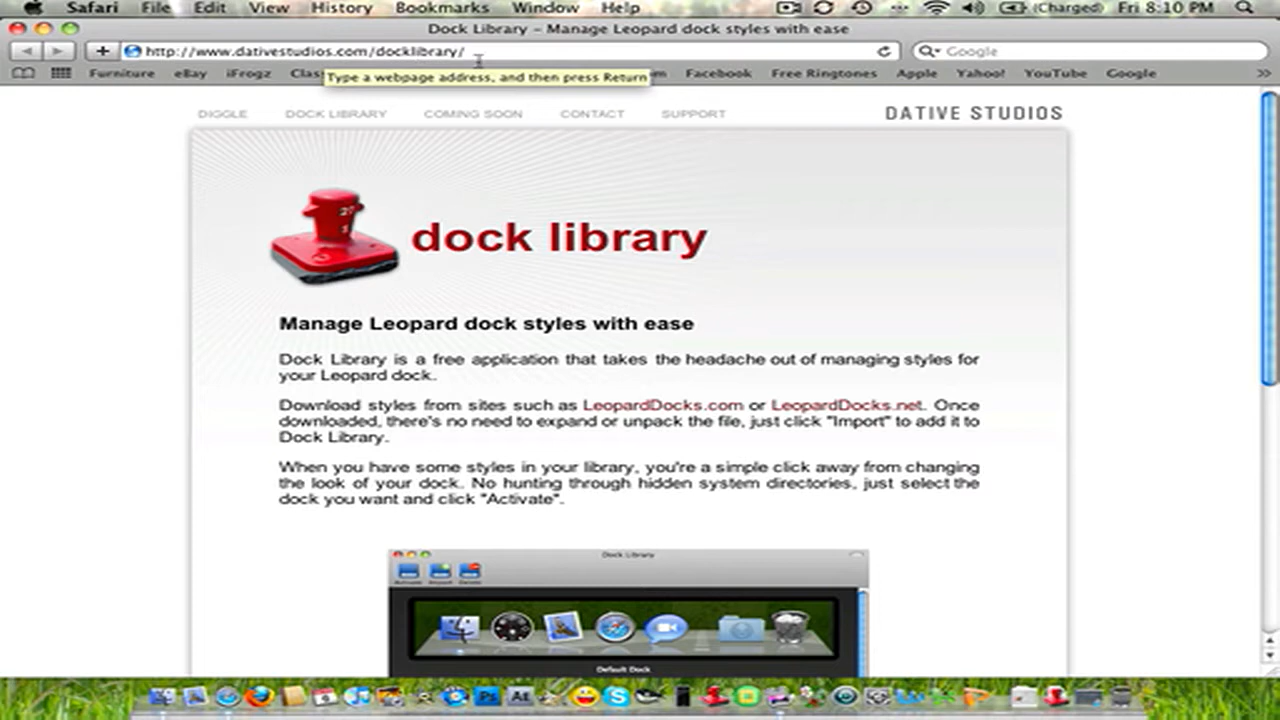 Safari File Edit View History Bookmarks Window Help (Charged) Fri 8:10 PM
Dock Library – Manage Leopard dock styles with ease
http://www.dativestudios.com/docklibrary/ Google
Furniture eBay iFrogz Facebook Free Ringtones Apple Yahoo! YouTube Google
Type a webpage address, and then press Return
DIGGLE DOCK LIBRARY COMING SOON CONTACT SUPPORT DATIVE STUDIOS
dock library
Manage Leopard dock styles with ease
Dock Library is a free application that takes the headache out of managing styles for
your Leopard dock.
Download styles from sites such as LeopardDocks.com or LeopardDocks.net. Once
downloaded, there's no need to expand or unpack the file, just click "Import" to add it to
Dock Library.
When you have some styles in your library, you're a simple click away from changing
the look of your dock. No hunting through hidden system directories, just select the
dock you want and click "Activate".
Dock Library
Default Dock
Ps Ae